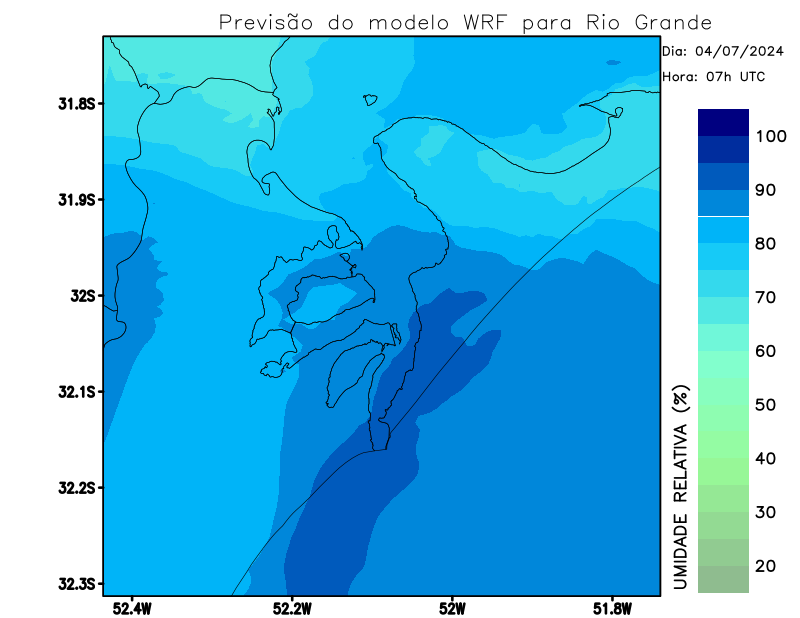 Previsão do modelo WRF para Rio Grande
Dia: 04/07/2024
Hora: 07h UTC
31.8S
31.9S
32S
32.1S
32.2S
32.3S
52.4W
52.2W
52W
51.8W
UMIDADE RELATIVA (%)
100
90
80
70
60
50
40
30
20